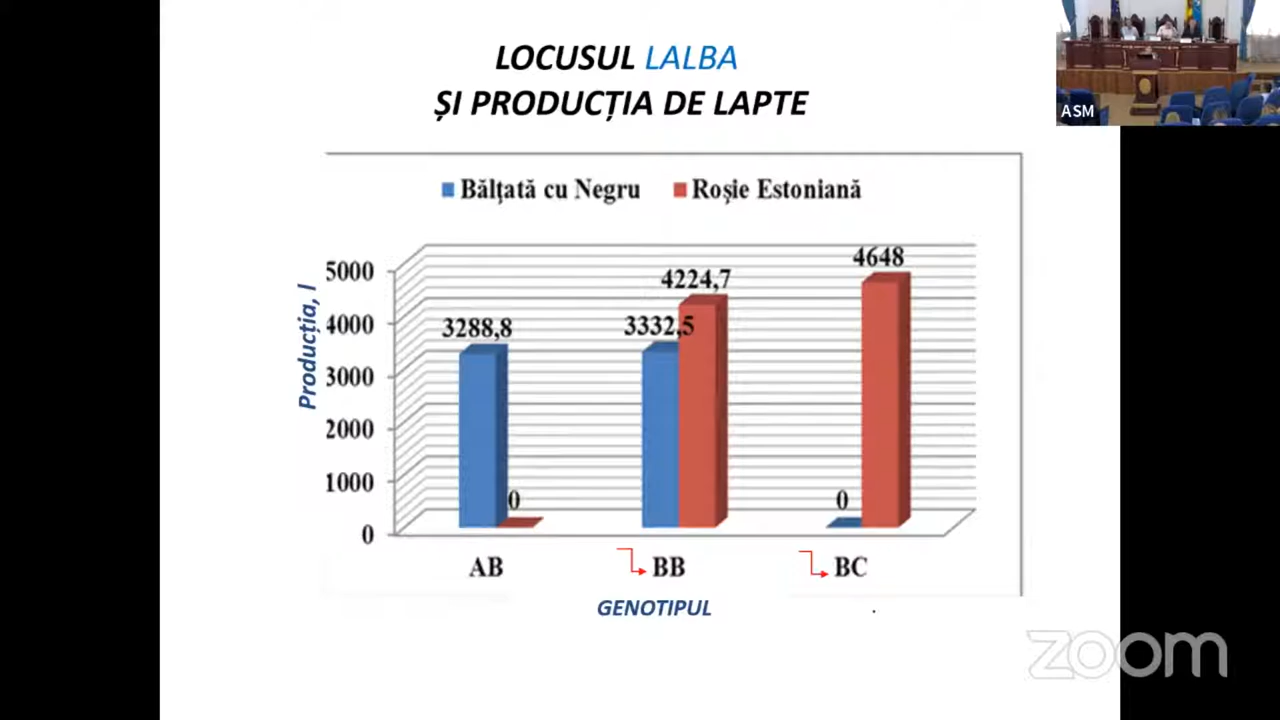 LOCUSUL LALBA
ȘI PRODUCȚIA DE LAPTE
ASM
Bălțată cu Negru Roșie Estoniană
5000
4000
3000
2000
1000
0
Producția, l
3288,8
0
3332,5
4224,7
0
4648
AB BB BC
GENOTIPUL
zoom